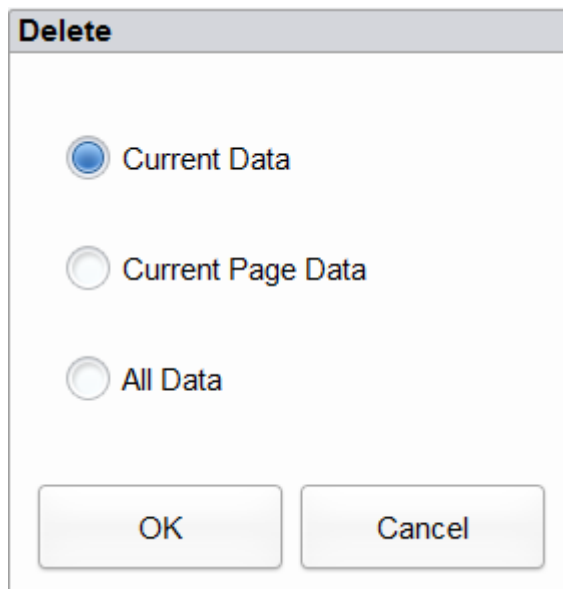 Delete
Current Data
Current Page Data
All Data
OK
Cancel